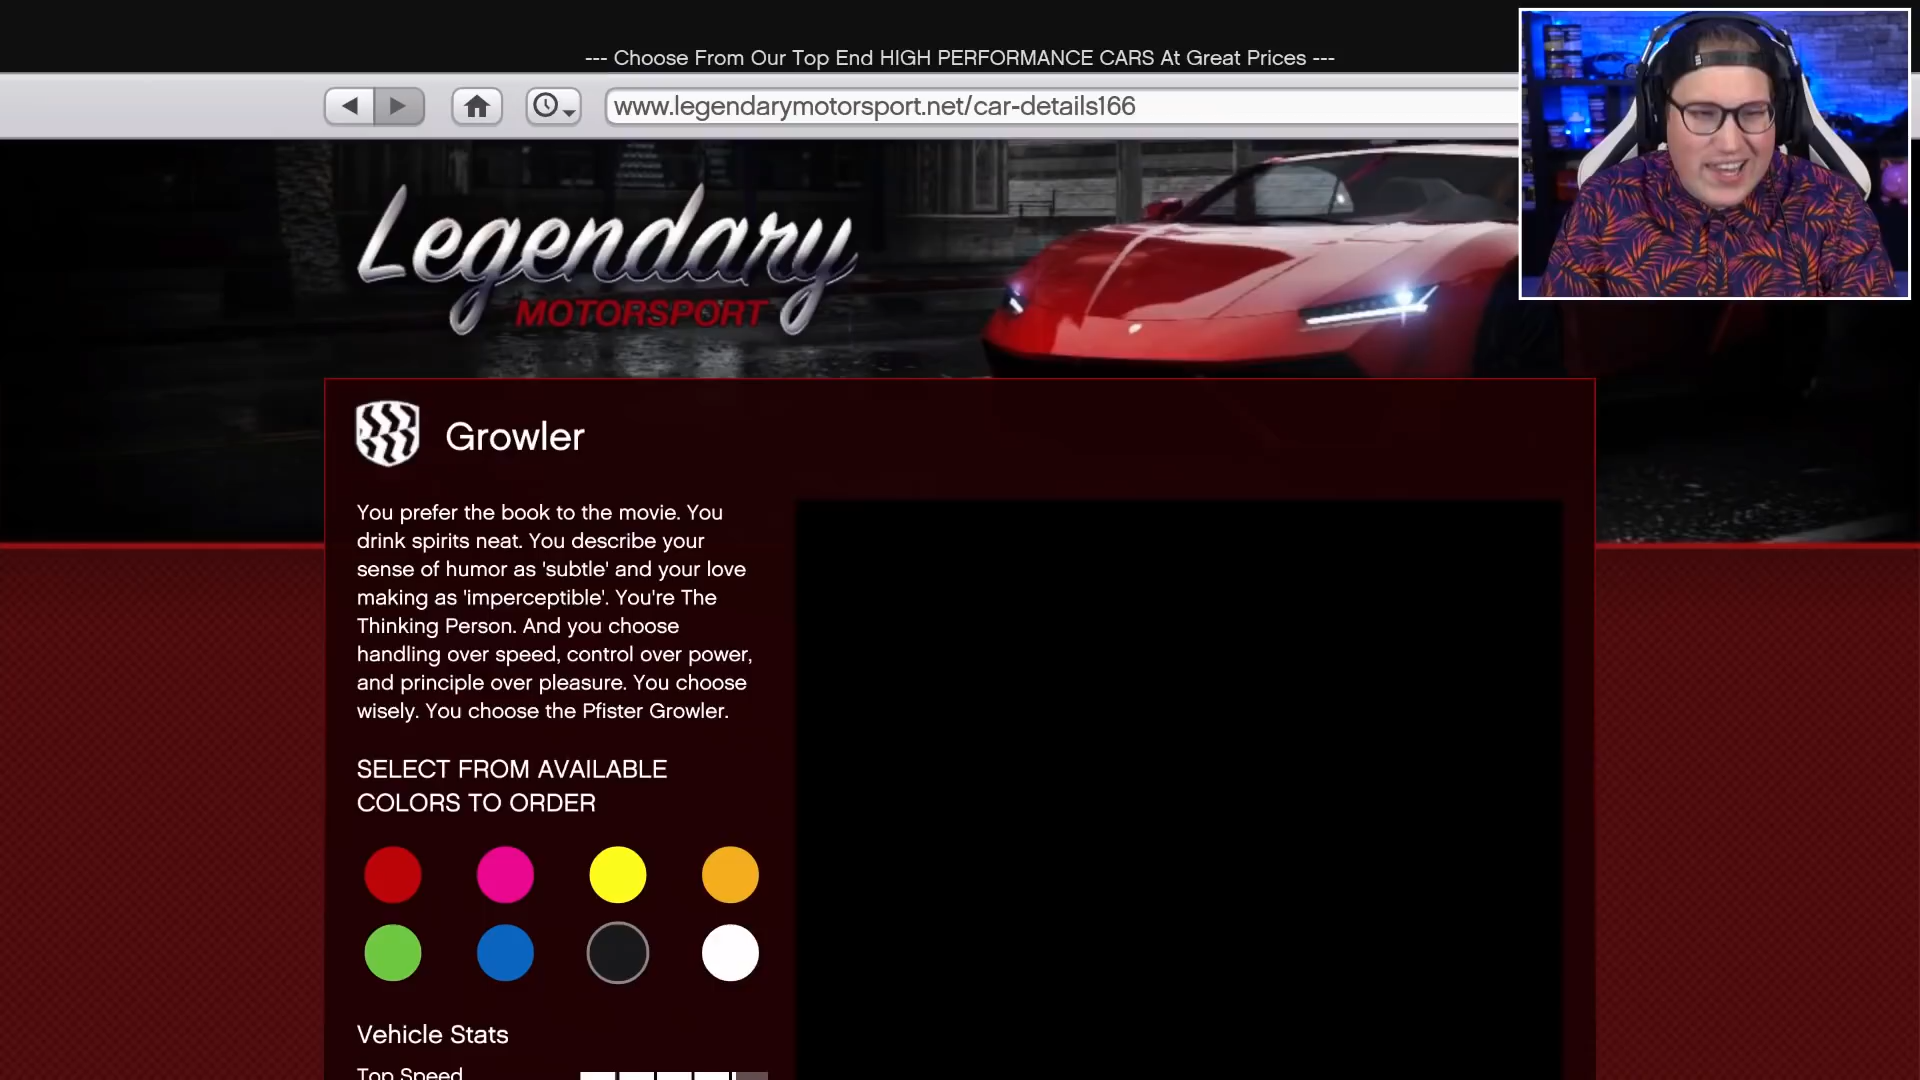 --- Choose From Our Top End HIGH PERFORMANCE CARS At Great Prices ---
www.legendarymotorsport.net/car-details166
Legendary
MOTORSPORT
Growler
You prefer the book to the movie. You
drink spirits neat. You describe your
sense of humor as 'subtle' and your love
making as 'imperceptible'. You're The
Thinking Person. And you choose
handling over speed, control over power,
and principle over pleasure. You choose
wisely. You choose the Pfister Growler.
SELECT FROM AVAILABLE
COLORS TO ORDER
Vehicle Stats
Top Speed